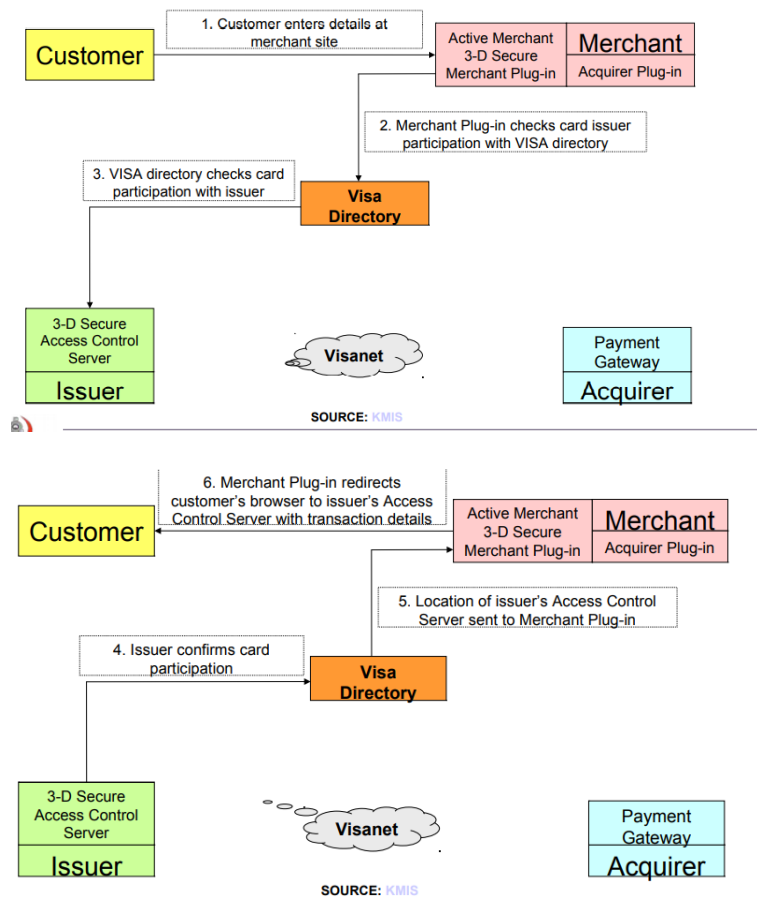 1. Customer enters details at
merchant site
Customer
Active Merchant
3-D Secure
Merchant Plug-in
Merchant
Acquirer Plug-in
2. Merchant Plug-in checks card issuer
participation with VISA directory
3. VISA directory checks card
participation with issuer
Visa
Directory
3-D Secure
Access Control
Server
Issuer
Visanet
Payment
Gateway
Acquirer
SOURCE: KMIS
6. Merchant Plug-in redirects
customer's browser to issuer's Access
Control Server with transaction details
Customer
Active Merchant
3-D Secure
Merchant Plug-in
Merchant
Acquirer Plug-in
5. Location of issuer's Access Control
Server sent to Merchant Plug-in
4. Issuer confirms card
participation
Visa
Directory
3-D Secure
Access Control
Server
Issuer
Visanet
Payment
Gateway
Acquirer
SOURCE: KMIS